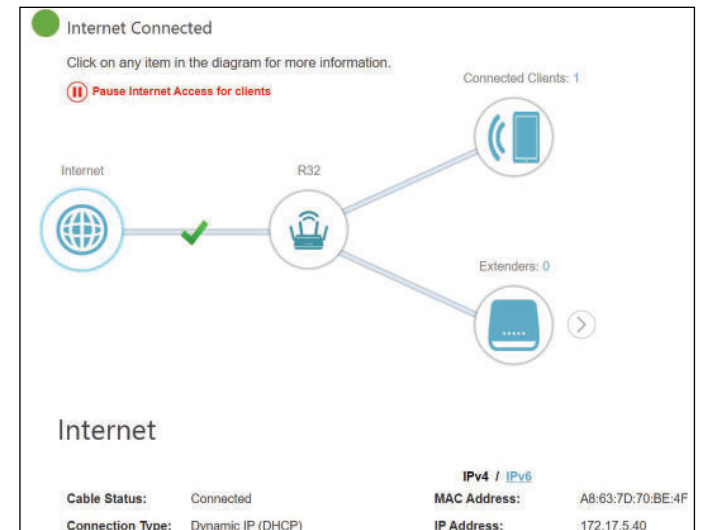 Internet Connected
Click on any item in the diagram for more information.
Pause Internet Access for clients
Connected Clients: 1
Internet
R32
Extenders: 0
Internet
IPv4 / IPv6
Cable Status: Connected MAC Address: A8:63:7D:70:BE:4F
Connection Type: Dynamic IP (DHCP) IP Address: 172.17.5.40